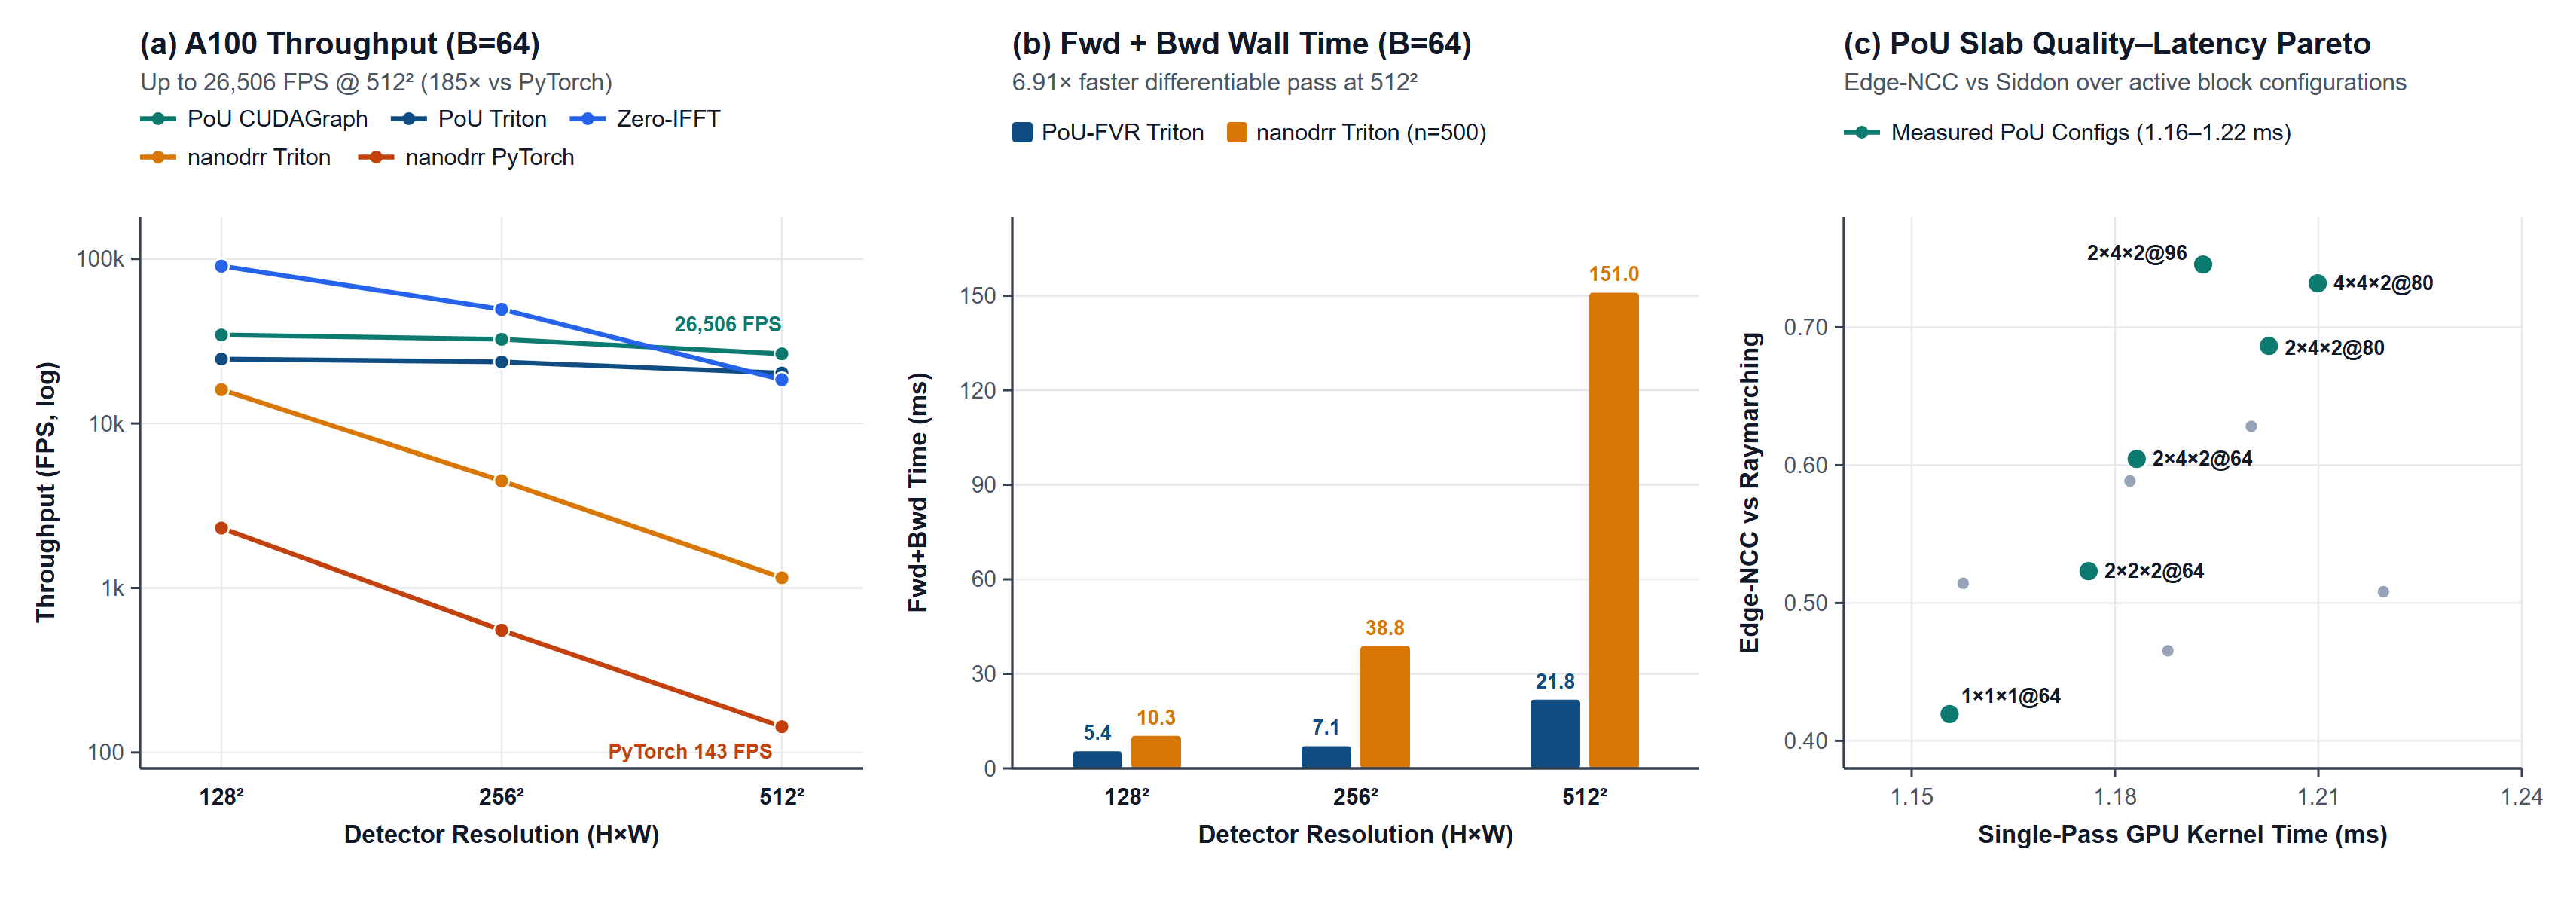 (a) A100 Throughput (B=64)
Up to 26,506 FPS @ 512² (185× vs PyTorch)
PoU CUDAGraph
PoU Triton
Zero-IFFT
nanodrr Triton
nanodrr PyTorch
Throughput (FPS, log)
100k
10k
1k
100
26,506 FPS
PyTorch 143 FPS
128²
256²
512²
Detector Resolution (H×W)
(b) Fwd + Bwd Wall Time (B=64)
6.91× faster differentiable pass at 512²
PoU-FVR Triton
nanodrr Triton (n=500)
Fwd+Bwd Time (ms)
150
120
90
60
30
0
5.4
10.3
7.1
38.8
21.8
151.0
128²
256²
512²
Detector Resolution (H×W)
(c) PoU Slab Quality–Latency Pareto
Edge-NCC vs Siddon over active block configurations
Measured PoU Configs (1.16–1.22 ms)
Edge-NCC vs Raymarching
0.70
0.60
0.50
0.40
2×4×2@96
4×4×2@80
2×4×2@80
2×4×2@64
2×2×2@64
1×1×1@64
1.15
1.18
1.21
1.24
Single-Pass GPU Kernel Time (ms)